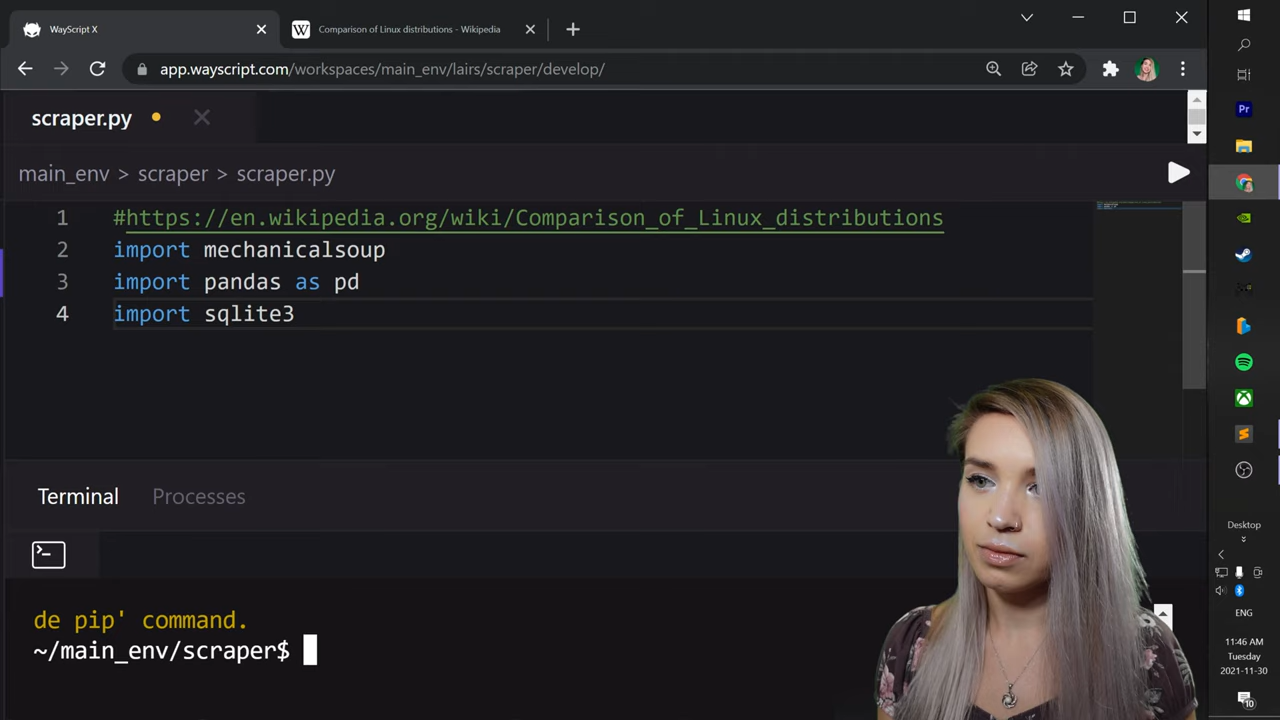 WayScript X
Comparison of Linux distributions - Wikipedia
app.wayscript.com/workspaces/main_env/lairs/scraper/develop/
scraper.py
main_env > scraper > scraper.py
1 #https://en.wikipedia.org/wiki/Comparison_of_Linux_distributions
2 import mechanicalsoup
3 import pandas as pd
4 import sqlite3
Terminal
Processes
de pip' command.
~/main_env/scraper$
W
Pr
Desktop
ENG
11:46 AM
Tuesday
2021-11-30
10